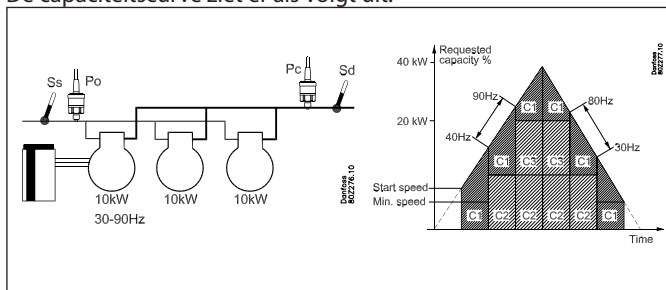 De capaciteitscurve ziet er als volgt uit:
Ss
Po
Pc
Sd
10kW
10kW
10kW
30-90Hz
Danfoss
80Z276.10
Requested
capacity %
40 kW
20 kW
Start speed
Min. speed
90Hz
40Hz
80Hz
30Hz
C1
C1
C1
C3
C3
C1
C1
C2
C2
C2
C2
C1
Time
Danfoss
80Z277.10